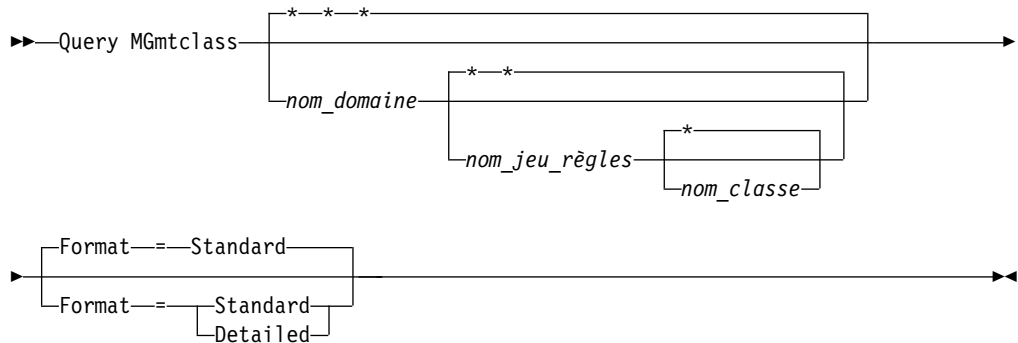 * * *
Query MGmtclass
* *
nom_domaine
*
nom_jeu_règles
nom_classe
Format = Standard
Format = Standard
Detailed